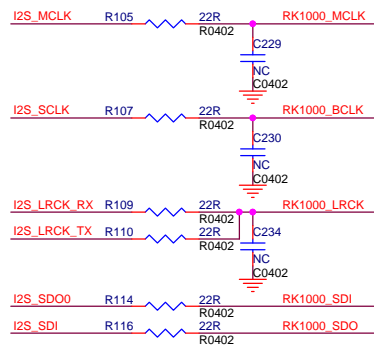 I2S_MCLK R105 22R RK1000_MCLK
R0402
C229
NC
C0402
I2S_SCLK R107 22R RK1000_BCLK
R0402
C230
NC
C0402
I2S_LRCK_RX R109 22R RK1000_LRCK
R0402
I2S_LRCK_TX R110 22R C234
R0402
NC
C0402
I2S_SDO0 R114 22R RK1000_SDI
R0402
I2S_SDI R116 22R RK1000_SDO
R0402